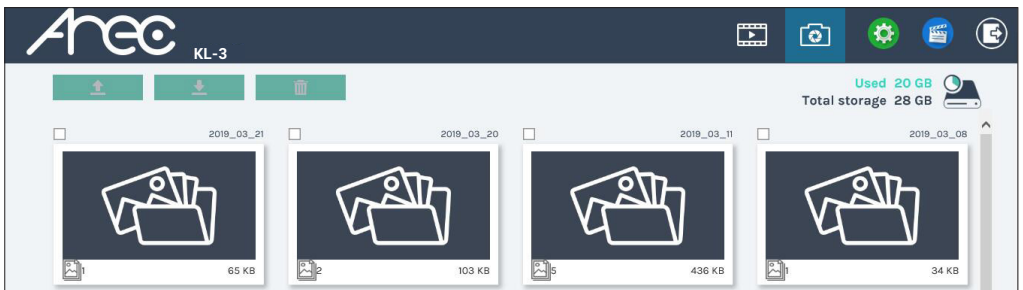 Arec KL-3
Used 20 GB
Total storage 28 GB
2019_03_21 2019_03_20 2019_03_11 2019_03_08
1 65 KB 2 103 KB 5 436 KB 1 34 KB